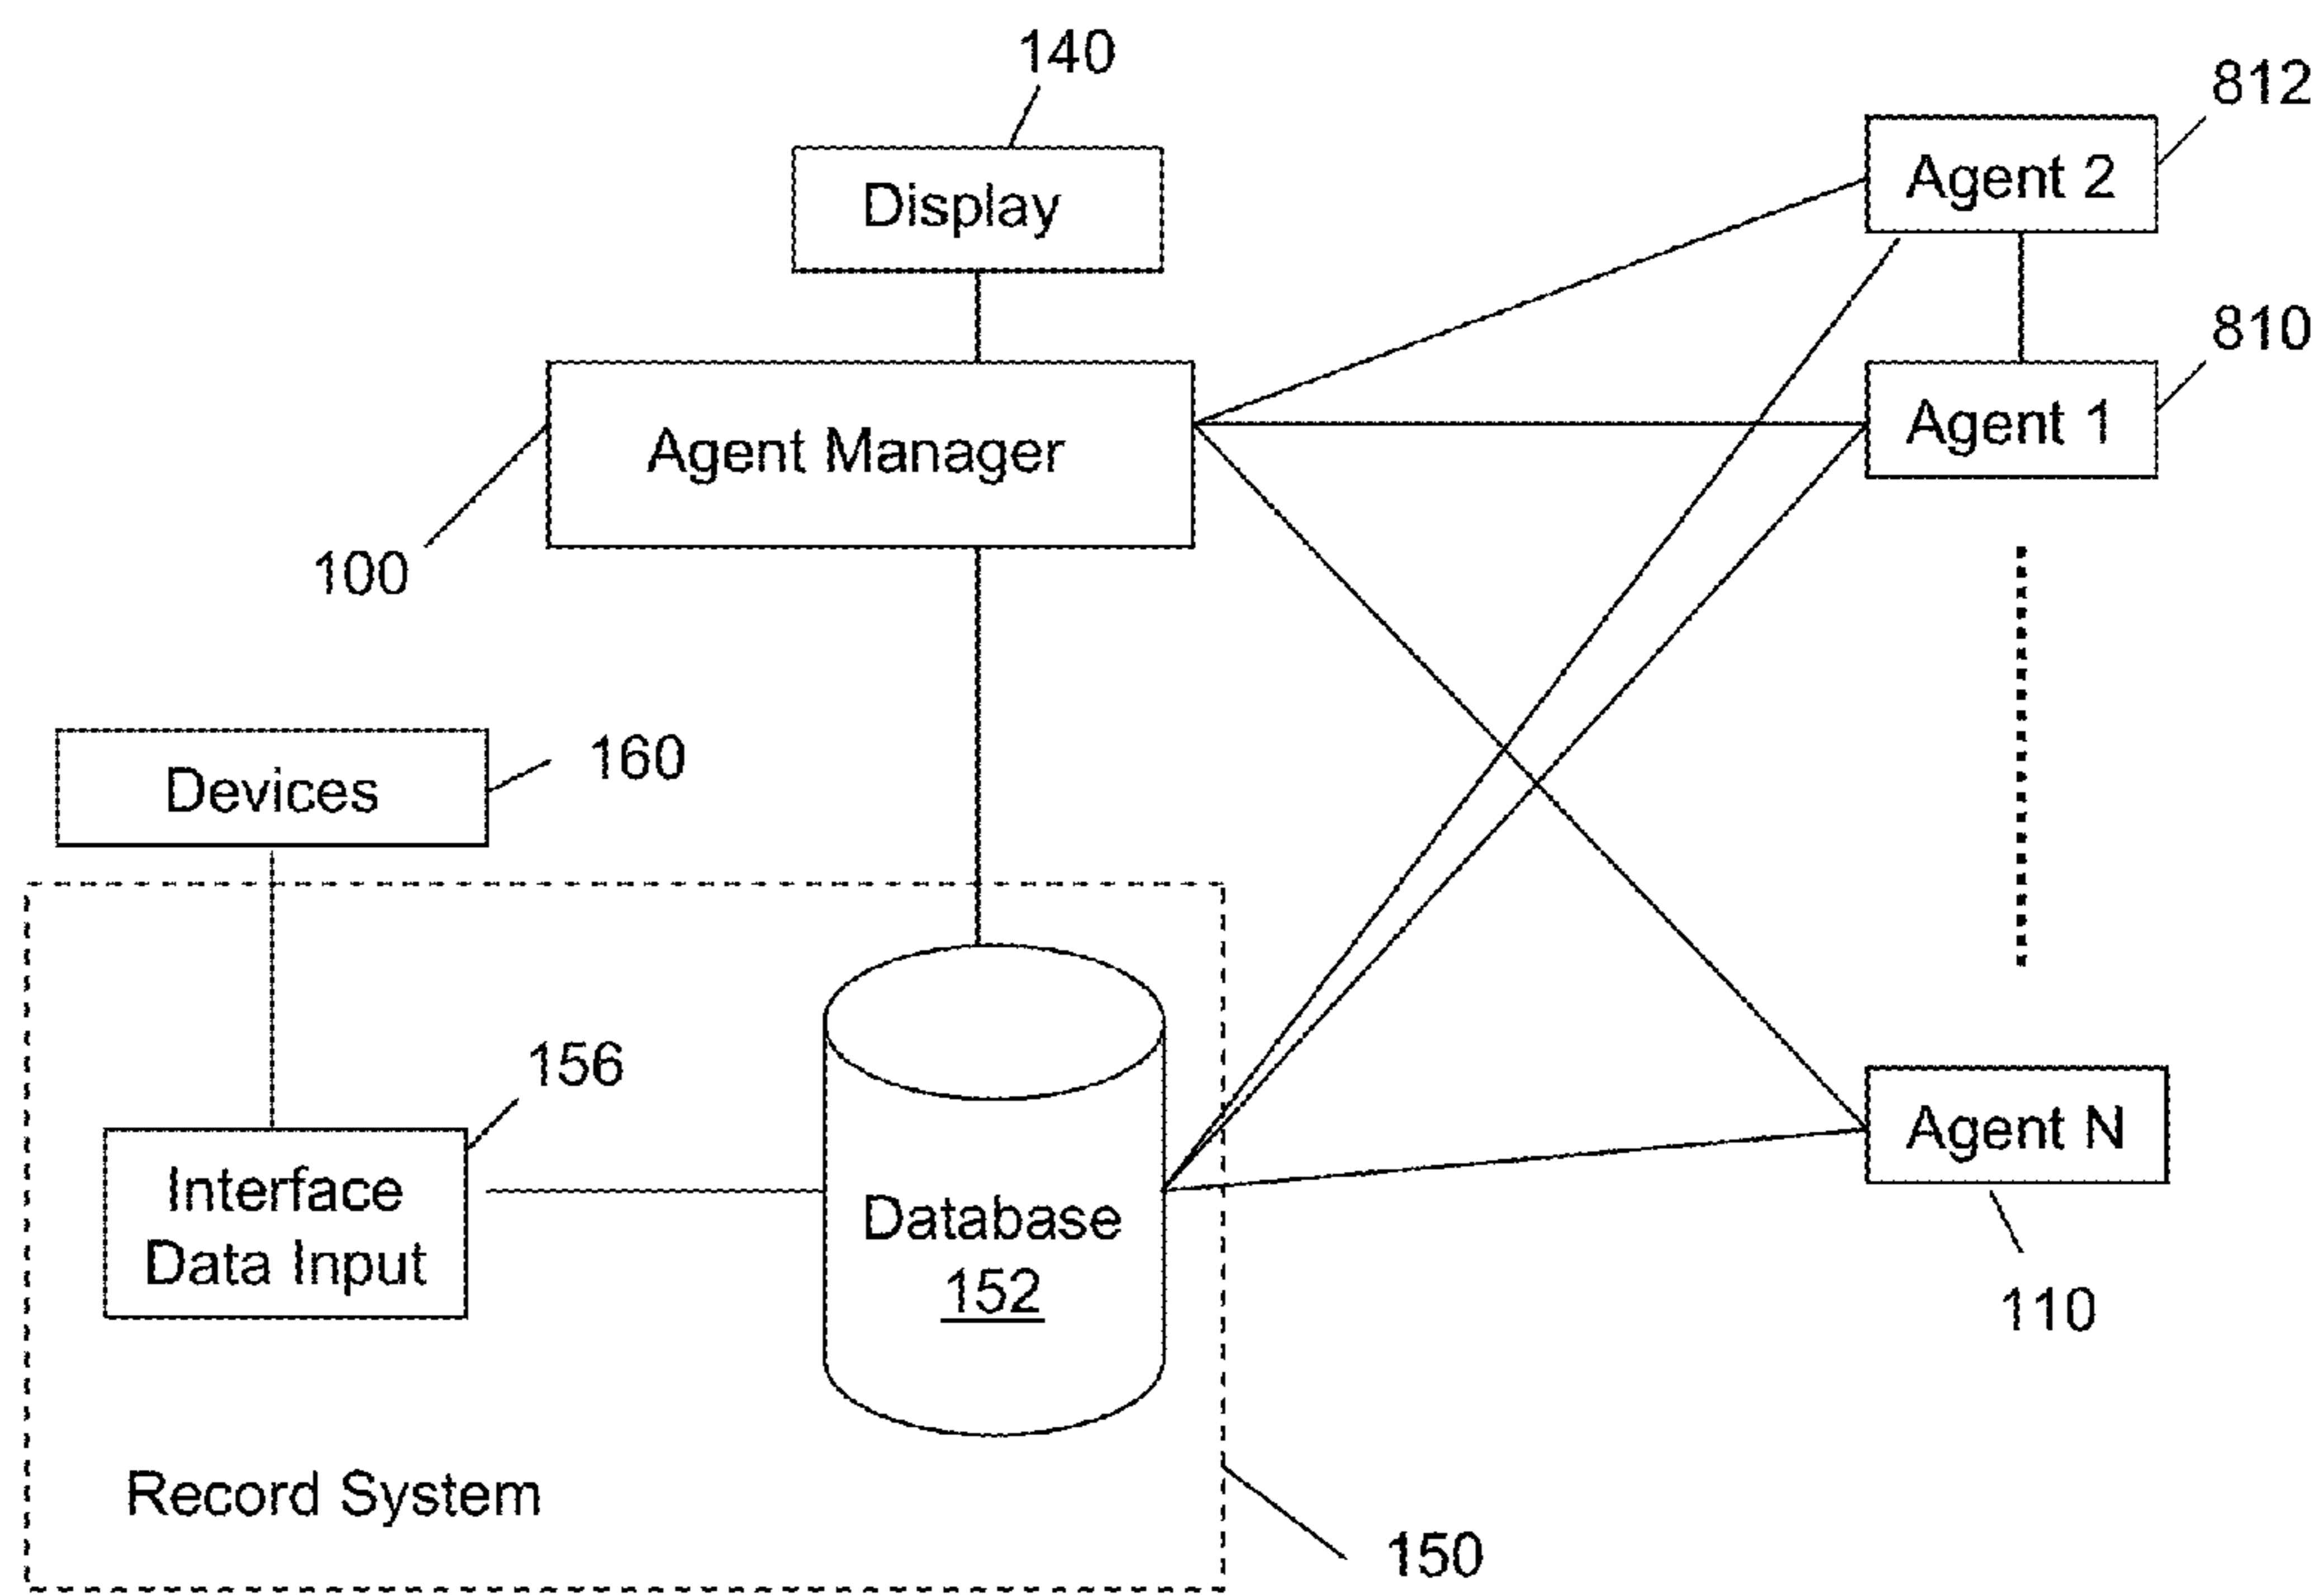 140
812
Display
Agent 2
810
Agent Manager
Agent 1
100
Devices
160
156
Interface
Data Input
Database
152
Agent N
110
Record System
150